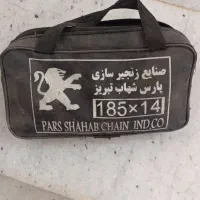 صنایع زنجیر سازی
پارس شهاب تبریز
185×14
PARS SHAHAB CHAIN IND.CO